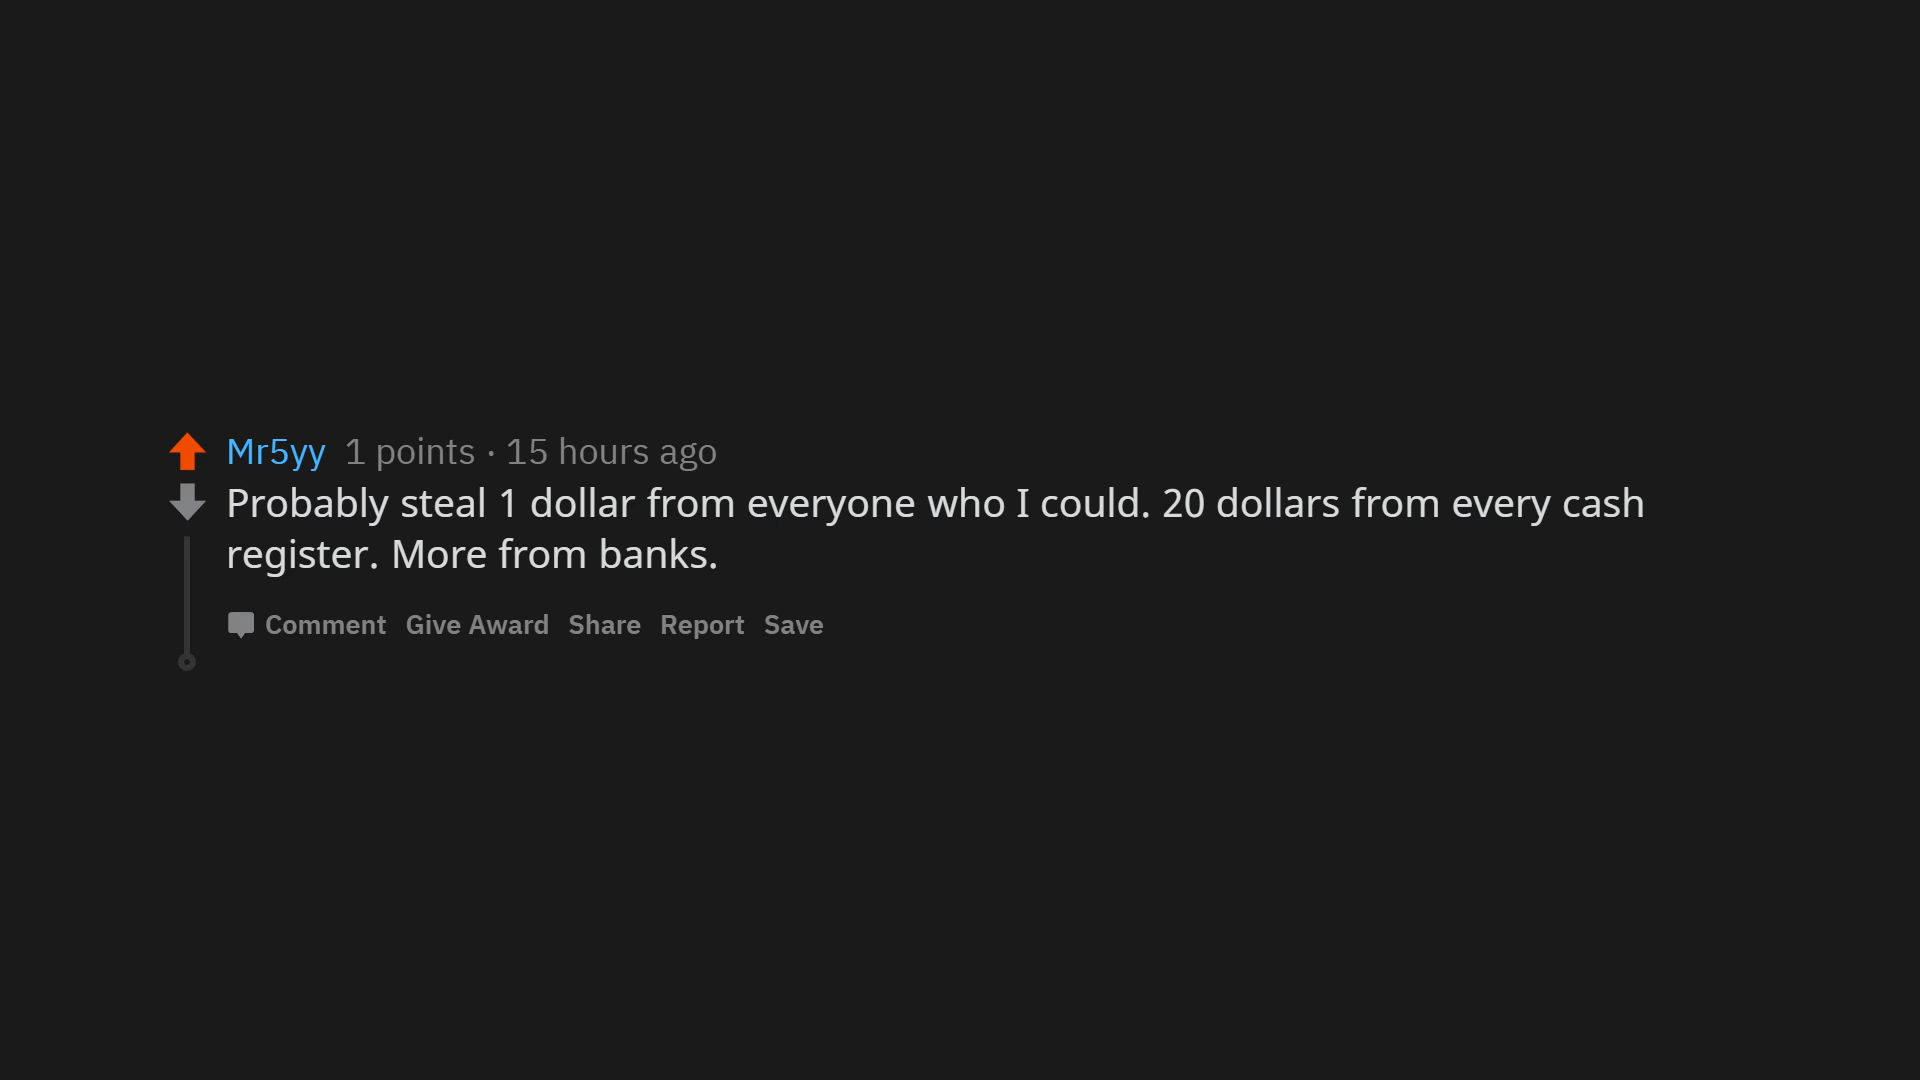 Mr5yy 1 points · 15 hours ago
Probably steal 1 dollar from everyone who I could. 20 dollars from every cash
register. More from banks.
Comment Give Award Share Report Save